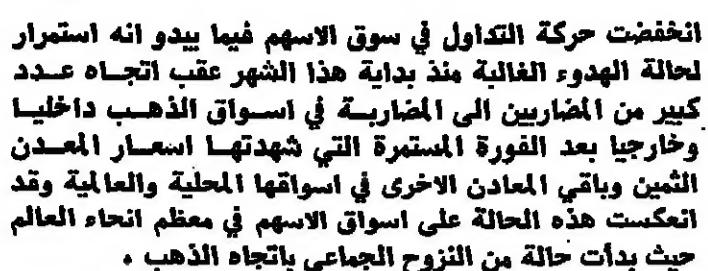 انخفضت حركة التداول في سوق الاسهم فيما يبدو انه استمرار
لحالة الهدوء الغالبة منذ بداية هذا الشهر عقب اتجاه عدد
كبير من المضاربين الى المضاربة في اسواق الذهب داخليا
وخارجيا بعد الفورة المستمرة التي شهدتها اسعار المعدن
الثمين وباقي المعادن الاخرى في اسواقها المحلية والعالمية وقد
انعكست هذه الحالة على اسواق الاسهم في معظم انحاء العالم
حيث بدأت حالة من النزوح الجماعي باتجاه الذهب .